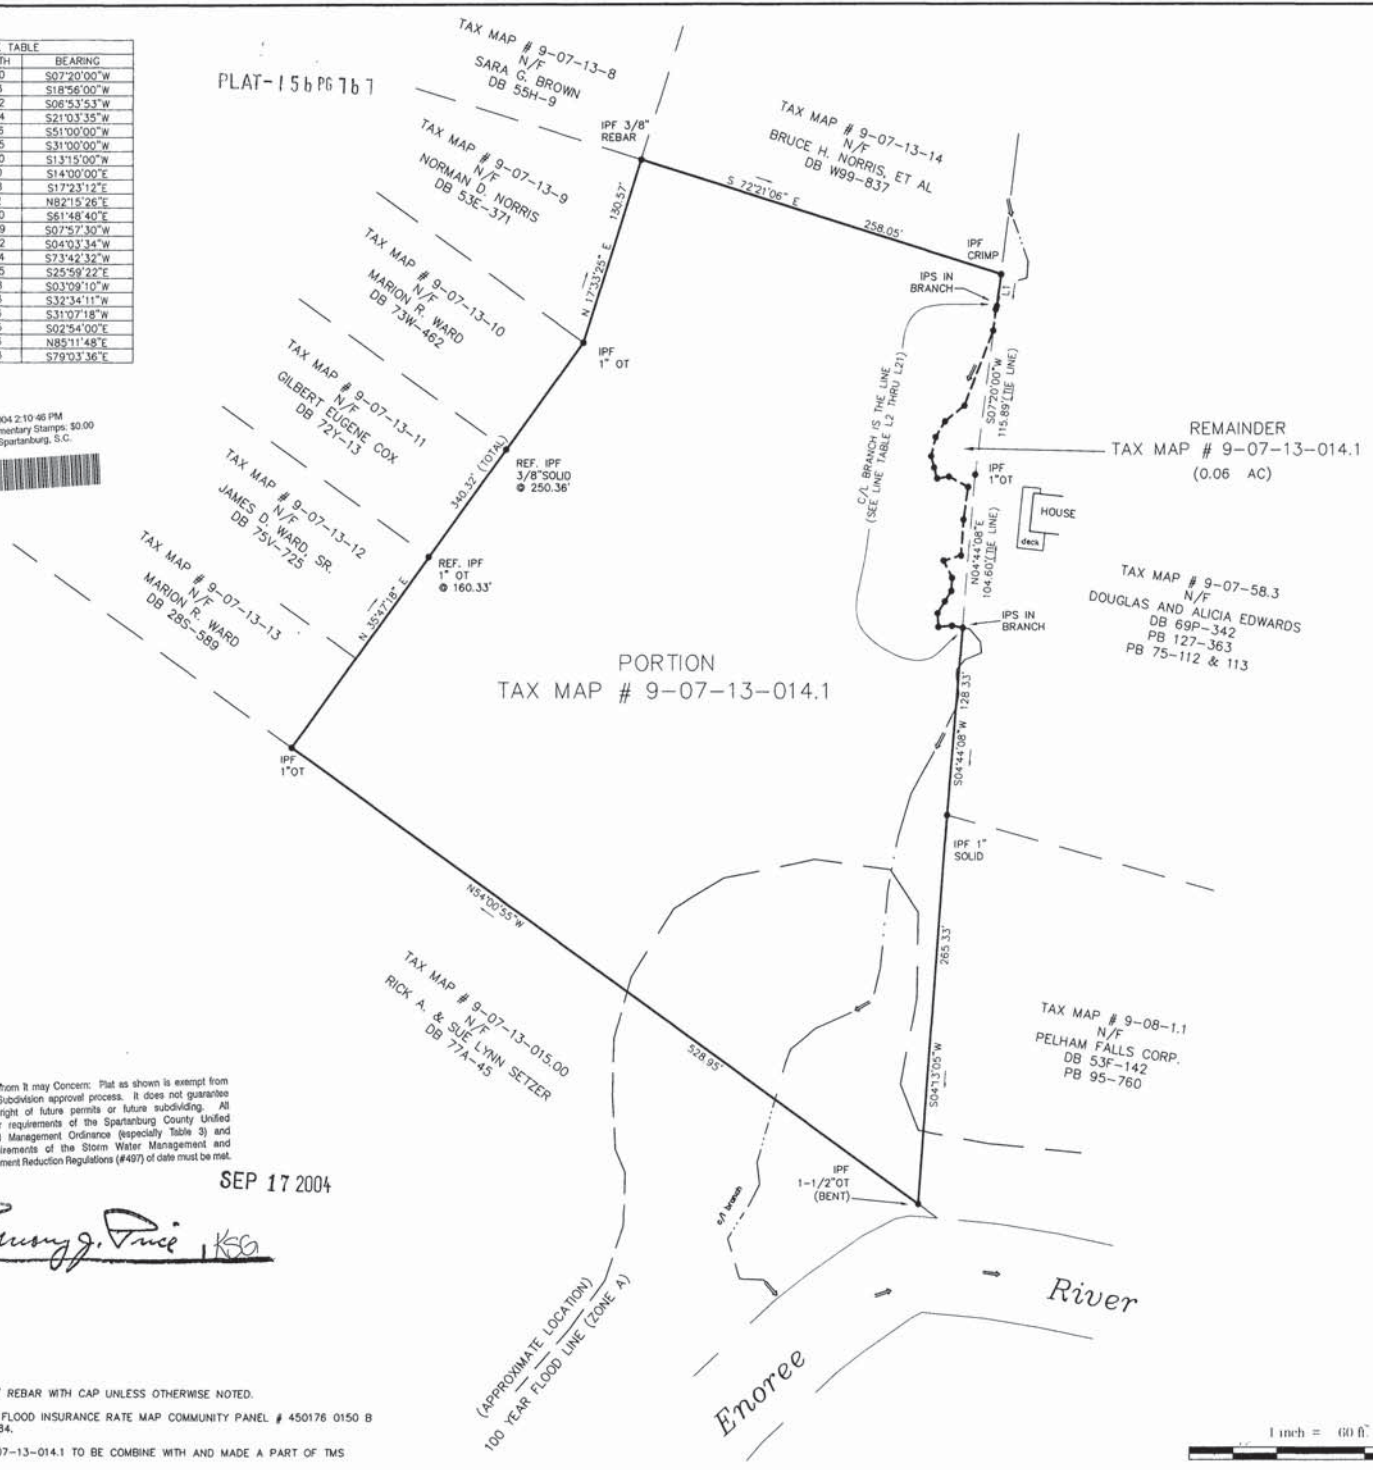 TABLE
BEARING
S07°20'00"W
S18°56'00"W
S06°53'53"W
S21°03'35"W
S51°00'00"W
S31°00'00"W
S13°15'00"W
S14°00'00"E
S17°23'12"E
N82°15'26"E
S61°48'40"E
S07°57'30"W
S04°03'34"W
S73°42'32"W
S25°59'22"E
S03°09'10"W
S32°34'11"W
S31°07'18"W
S02°54'00"E
N85°11'48"E
S79°03'36"E
2:10:46 PM
Stamps: $0.00
Spartanburg, S.C.
PLAT-156 PG 767
TAX MAP # 9-07-13-8
N/F
SARA G. BROWN
DB 55H-9
TAX MAP # 9-07-13-9
N/F
NORMAN D. NORRIS
DB 53E-371
TAX MAP # 9-07-13-10
N/F
MARION R. WARD
DB 73W-462
TAX MAP # 9-07-13-11
N/F
GILBERT EUGENE COX
DB 72Y-13
TAX MAP # 9-07-13-12
N/F
JAMES D. WARD, SR.
DB 75V-725
TAX MAP # 9-07-13-13
N/F
MARION R. WARD
DB 28S-589
TAX MAP # 9-07-13-14
N/F
BRUCE H. NORRIS, ET AL
DB W99-837
IPF 3/8"
REBAR
S 72°21'06" E
258.05'
IPF
CRIMP
IPS IN
BRANCH
L1
N 17°33'25" E
130.57'
IPF
1" OT
340.32' (TOTAL)
N 35°47'18" E
REF. IPF
3/8"SOLID
@ 250.36'
REF. IPF
1" OT
@ 160.33'
IPF
1"OT
C/L BRANCH IS THE LINE
(SEE LINE TABLE L2 THRU L21)
S07°20'00"W
115.89'(TIE LINE)
IPF
1"OT
N04°44'08"E
104.60'(TIE LINE)
HOUSE
deck
REMAINDER
TAX MAP # 9-07-13-014.1
(0.06 AC)
TAX MAP # 9-07-58.3
N/F
DOUGLAS AND ALICIA EDWARDS
DB 69P-342
PB 127-363
PB 75-112 & 113
IPS IN
BRANCH
PORTION
TAX MAP # 9-07-13-014.1
S04°44'08"W 128.33'
IPF 1"
SOLID
265.33'
S04°13'05"W
N54°00'55"W
528.95'
TAX MAP # 9-07-13-015.00
N/F
RICK A. & SUE LYNN SETZER
DB 77A-45
TAX MAP # 9-08-1.1
N/F
PELHAM FALLS CORP.
DB 53F-142
PB 95-760
IPF
1-1/2"OT
(BENT)
c/l branch
(APPROXIMATE LOCATION)
100 YEAR FLOOD LINE (ZONE A)
Enoree
River
it may Concern: Plat as shown is exempt from
Subdivision approval process. It does not guarantee
right of future permits or future subdividing. All
requirements of the Spartanburg County Unified
Management Ordinance (especially Table 3) and
of the Storm Water Management and
Reduction Regulations (#497) of date must be met.
SEP 17 2004
J. Price KSG
REBAR WITH CAP UNLESS OTHERWISE NOTED.
FLOOD INSURANCE RATE MAP COMMUNITY PANEL # 450176 0150 B
84.
07-13-014.1 TO BE COMBINE WITH AND MADE A PART OF TMS
1 inch = 60 ft.